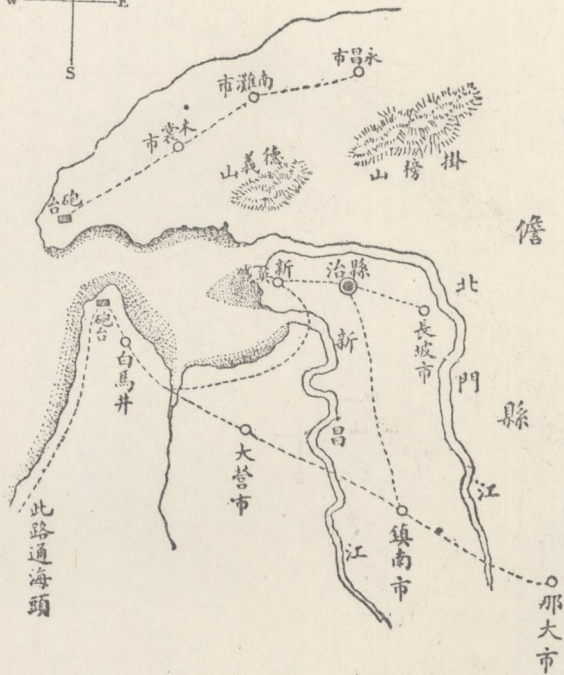 W E
S
永昌市
南灘市
木棠市
德義山
掛榜山
砲台
儋縣
北門江
新英
縣治
長坡市
砲台
白馬井
新昌江
大營市
鎮南市
那大市
此路通海頭